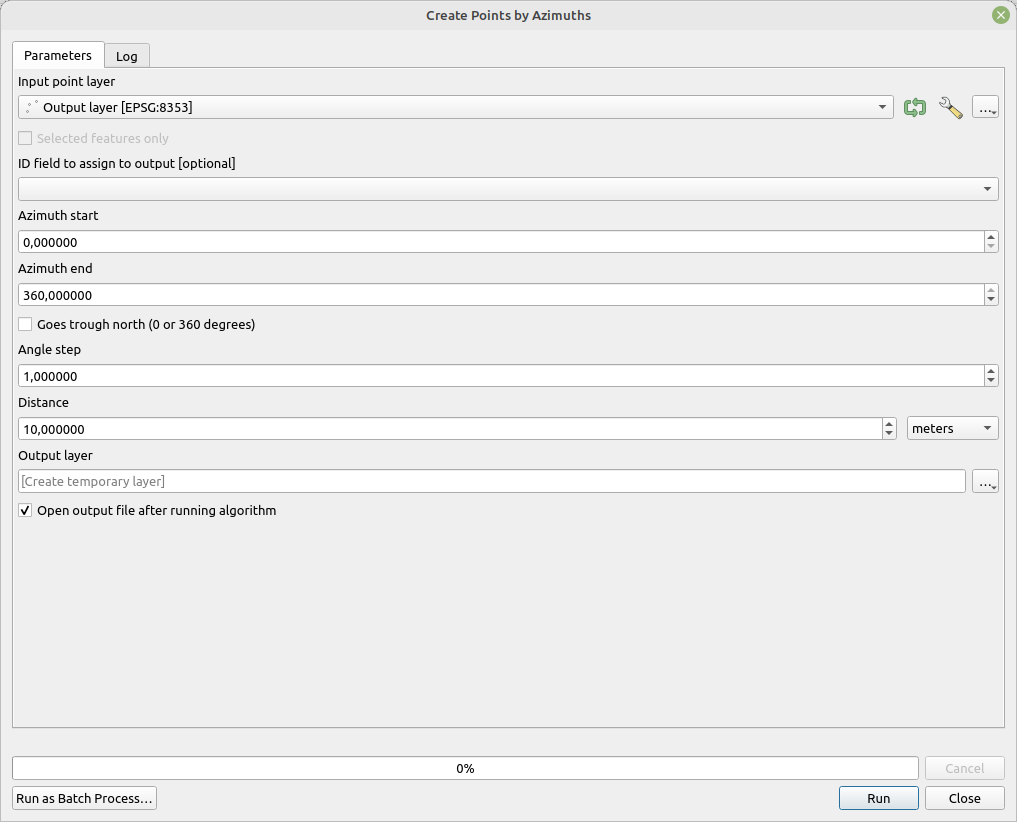 Create Points by Azimuths
Parameters
Log
Input point layer
Output layer [EPSG:8353]
...
Selected features only
ID field to assign to output [optional]
Azimuth start
0,000000
Azimuth end
360,000000
Goes trough north (0 or 360 degrees)
Angle step
1,000000
Distance
10,000000
meters
Output layer
[Create temporary layer]
...
Open output file after running algorithm
0%
Cancel
Run as Batch Process...
Run
Close